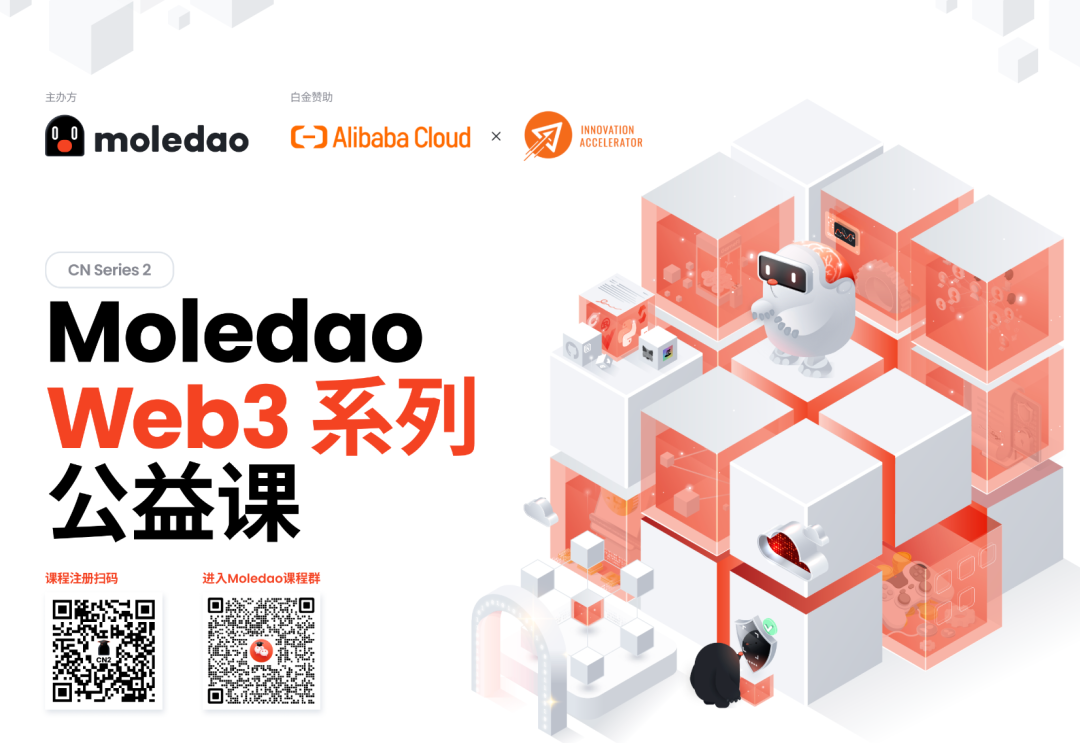 主办方
白金赞助
moledao
Alibaba Cloud
×
INNOVATION
ACCELERATOR
CN Series 2
Moledao
Web3 系列
公益课
课程注册扫码
进入Moledao课程群
CN2